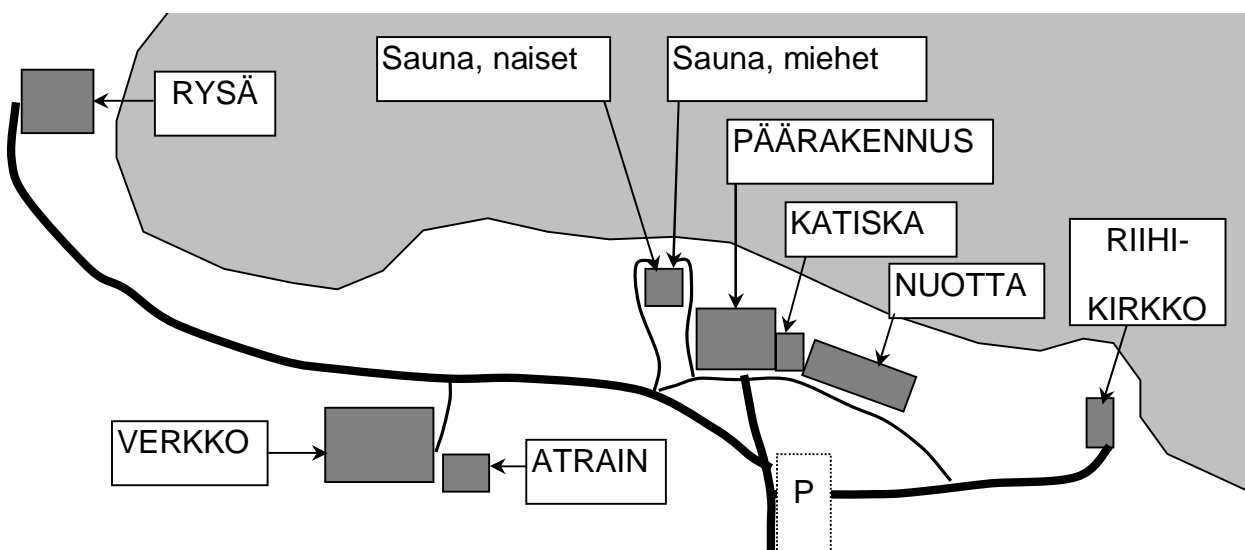 Sauna, naiset
Sauna, miehet
RYSÄ
PÄÄRAKENNUS
KATISKA
RIIHI-
KIRKKO
NUOTTA
VERKKO
ATRAIN
P